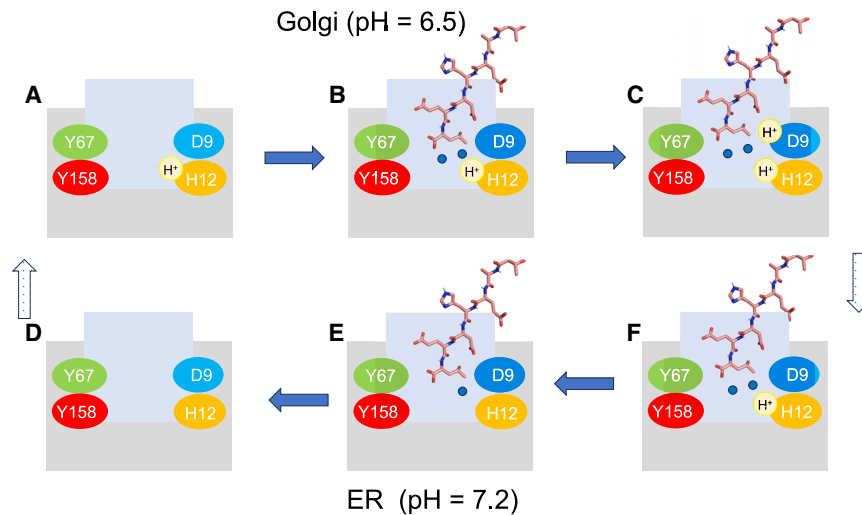 Golgi (pH = 6.5)
A
B
C
Y67
D9
H+
Y158
H12
Y67
D9
H+
Y158
H12
H+
Y67
D9
H+
Y158
H12
D
E
F
Y67
D9
Y158
H12
Y67
D9
Y158
H12
Y67
D9
H+
Y158
H12
ER (pH = 7.2)